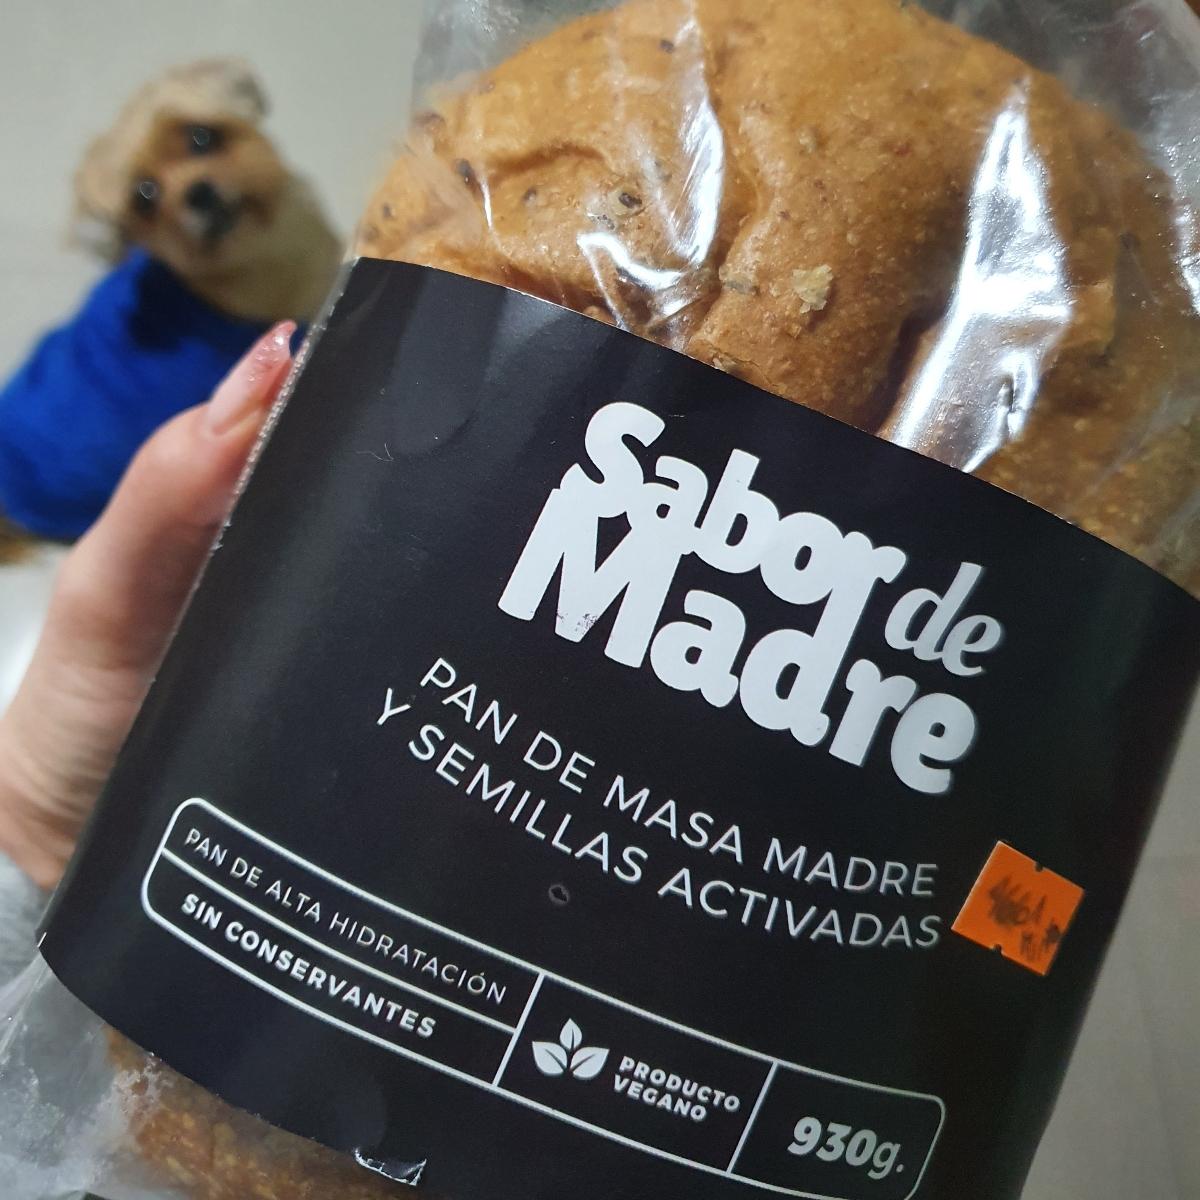 Sabor de
Madre
PAN DE MASA MADRE
Y SEMILLAS ACTIVADAS
PAN DE ALTA HIDRATACIÓN
SIN CONSERVANTES
PRODUCTO
VEGANO
930g.